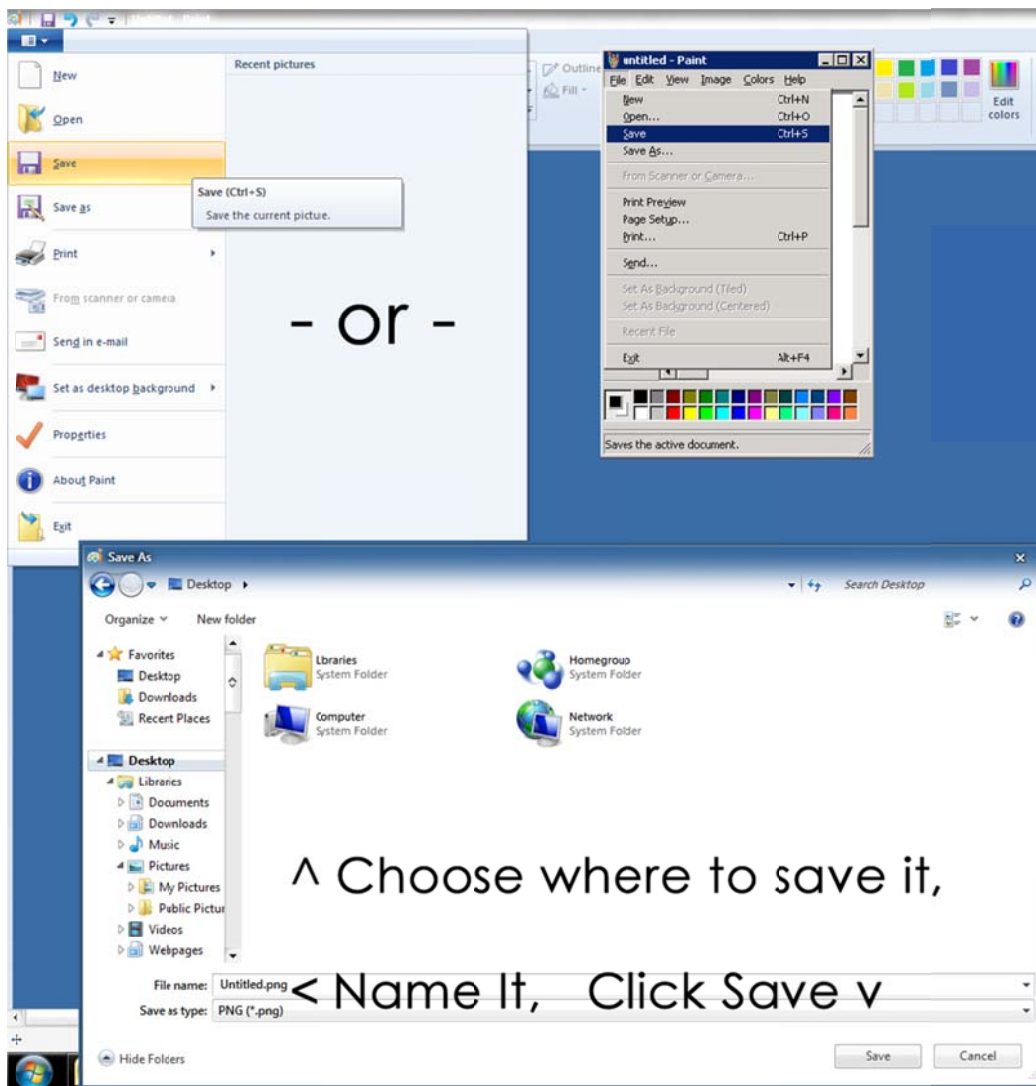 Untitled - Paint
Recent pictures
New
Open
Save
Save (Ctrl+S)
Save the current pictue.
Save as
Print
From scanner or camera
Send in e-mail
Set as desktop background
Properties
About Paint
Exit
- or -
Outline
Fill
Edit
colors
untitled - Paint
File Edit View Image Colors Help
New Ctrl+N
Open... Ctrl+O
Save Ctrl+S
Save As...
From Scanner or Camera...
Print Preview
Page Setup...
Print... Ctrl+P
Send...
Set As Background (Tiled)
Set As Background (Centered)
Recent File
Exit Alt+F4
Saves the active document.
Save As
Desktop
Search Desktop
Organize New folder
Favorites
Desktop
Downloads
Recent Places
Desktop
Libraries
Documents
Downloads
Music
Pictures
My Pictures
Public Pictur
Videos
Webpages
Libraries
System Folder
Homegroup
System Folder
Computer
System Folder
Network
System Folder
^ Choose where to save it,
File name: Untitled.png
< Name It, Click Save v
Save as type: PNG (*.png)
Hide Folders
Save Cancel